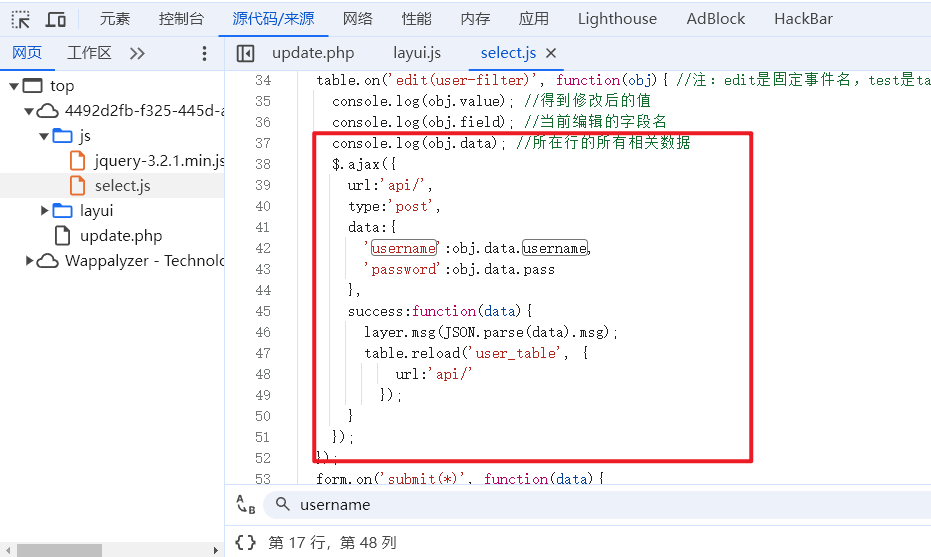 元素 控制台 源代码/来源 网络 性能 内存 应用 Lighthouse AdBlock HackBar
网页 工作区 update.php layui.js select.js
top
4492d2fb-f325-445d-a
js
jquery-3.2.1.min.js
select.js
layui
update.php
Wappalyzer - Technolo
34 table.on('edit(user-filter)', function(obj){ //注：edit是固定事件名，test是ta
35 console.log(obj.value); //得到修改后的值
36 console.log(obj.field); //当前编辑的字段名
37 console.log(obj.data); //所在行的所有相关数据
38 $.ajax({
39 url:'api/',
40 type:'post',
41 data:{
42 'username':obj.data.username,
43 'password':obj.data.pass
44 },
45 success:function(data){
46 layer.msg(JSON.parse(data).msg);
47 table.reload('user_table', {
48 url:'api/'
49 });
50 }
51 });
52 });
53 form.on('submit(*)', function(data){
A B username
{} 第 17 行，第 48 列